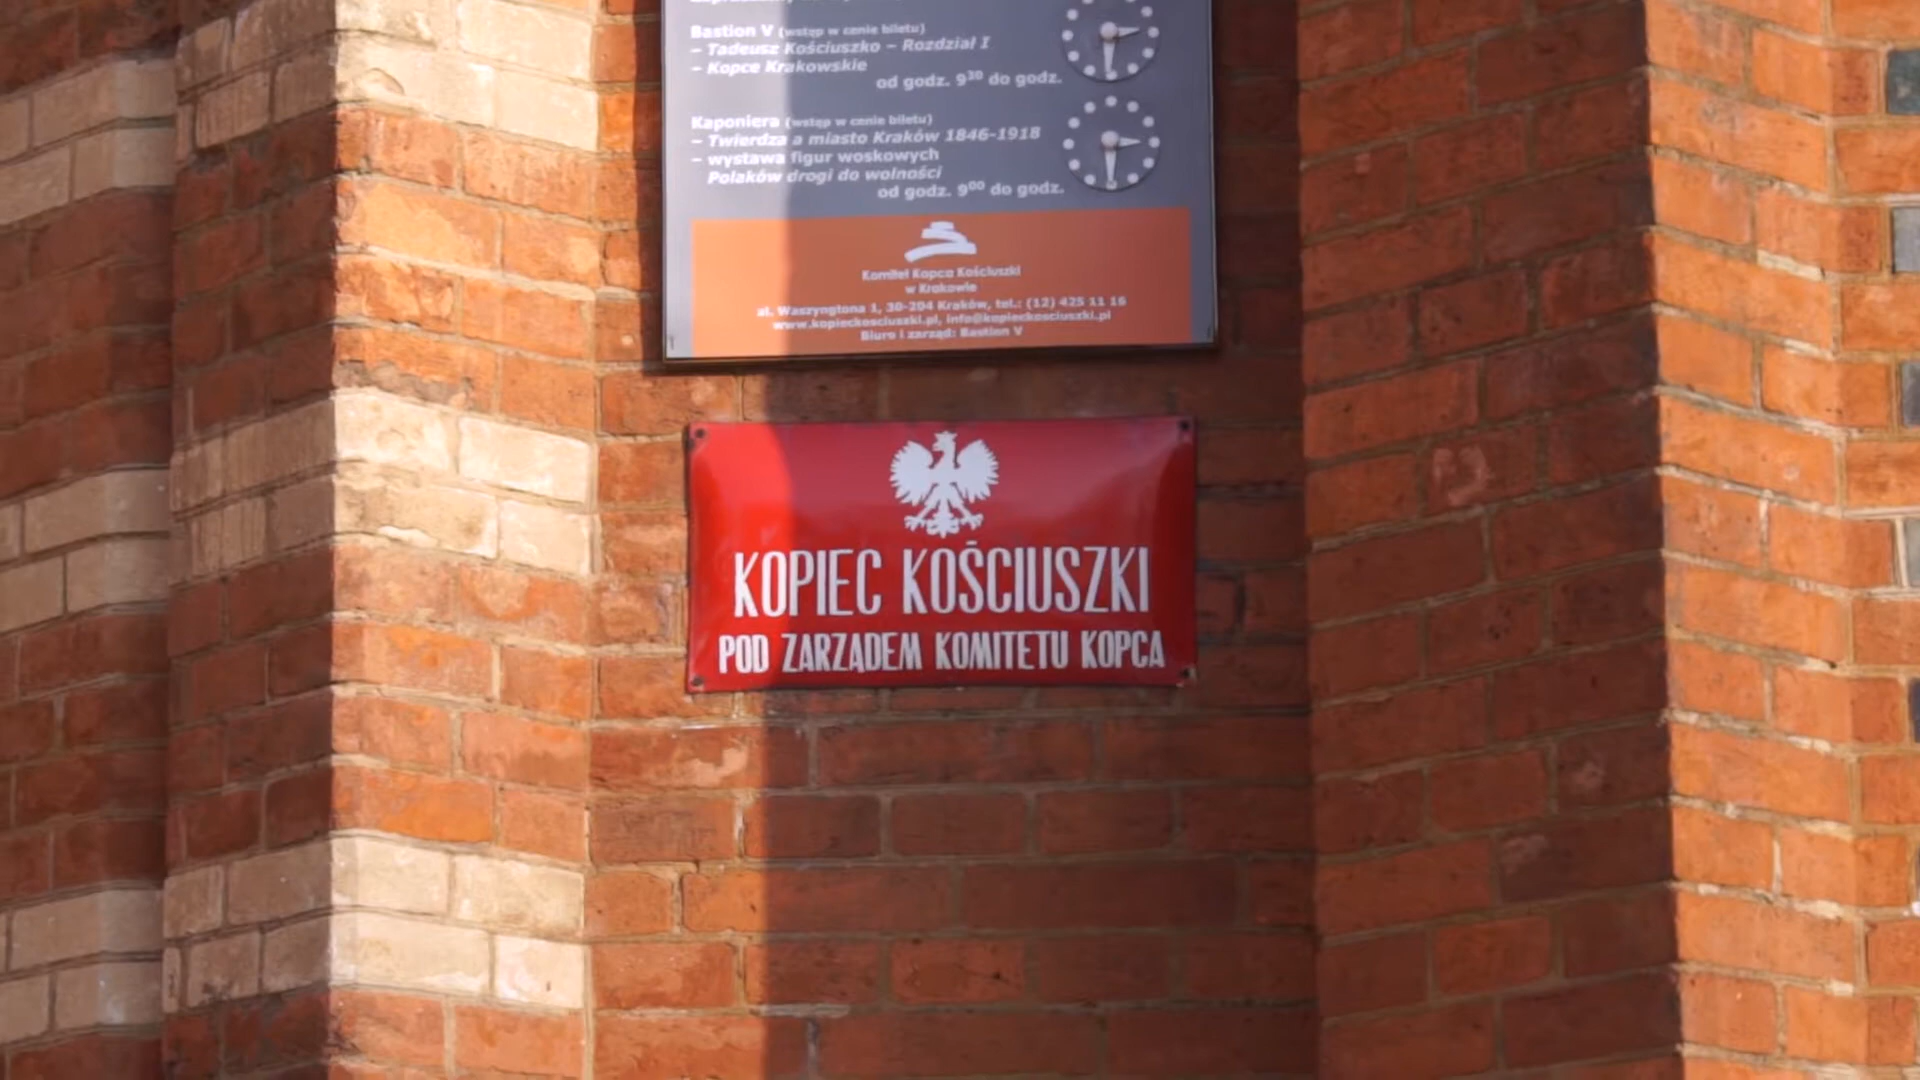 Bastion V (wstęp w cenie biletu)
– Tadeusz Kościuszko – Rozdział I
– Kopce Krakowskie
od godz. 9³⁰ do godz.
Kaponiera (wstęp w cenie biletu)
– Twierdza a miasto Kraków 1846-1918
– wystawa figur woskowych
Polaków drogi do wolności
od godz. 9⁰⁰ do godz.
Komitet Kopca Kościuszki
w Krakowie
al. Waszyngtona 1, 30-204 Kraków, tel.: (12) 425 11 16
www.kopieckosciuszki.pl, info@kopieckosciuszki.pl
Biuro i zarząd: Bastion V
KOPIEC KOŚCIUSZKI
POD ZARZĄDEM KOMITETU KOPCA